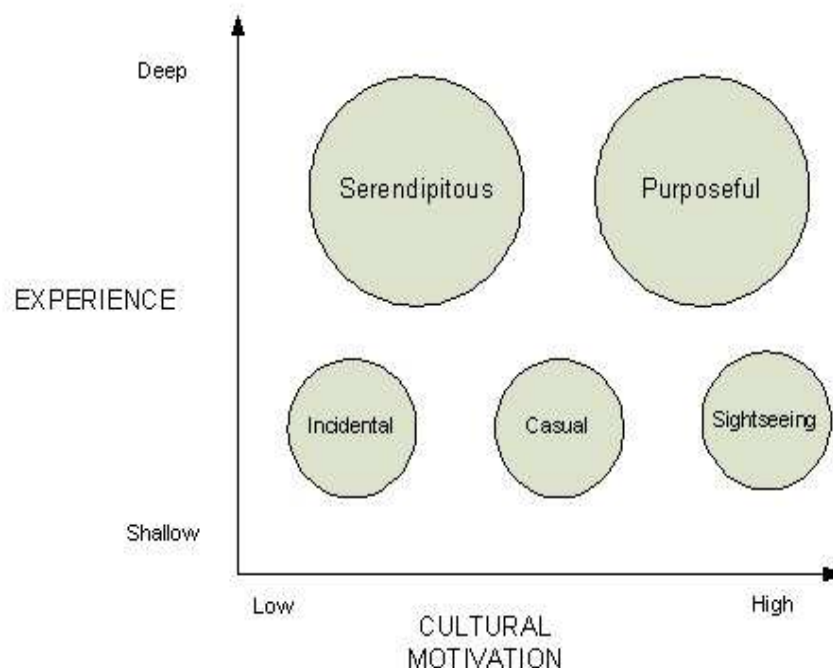 Deep
Serendipitous
Purposeful
EXPERIENCE
Incidental
Casual
Sightseeing
Shallow
Low
High
CULTURAL
MOTIVATION